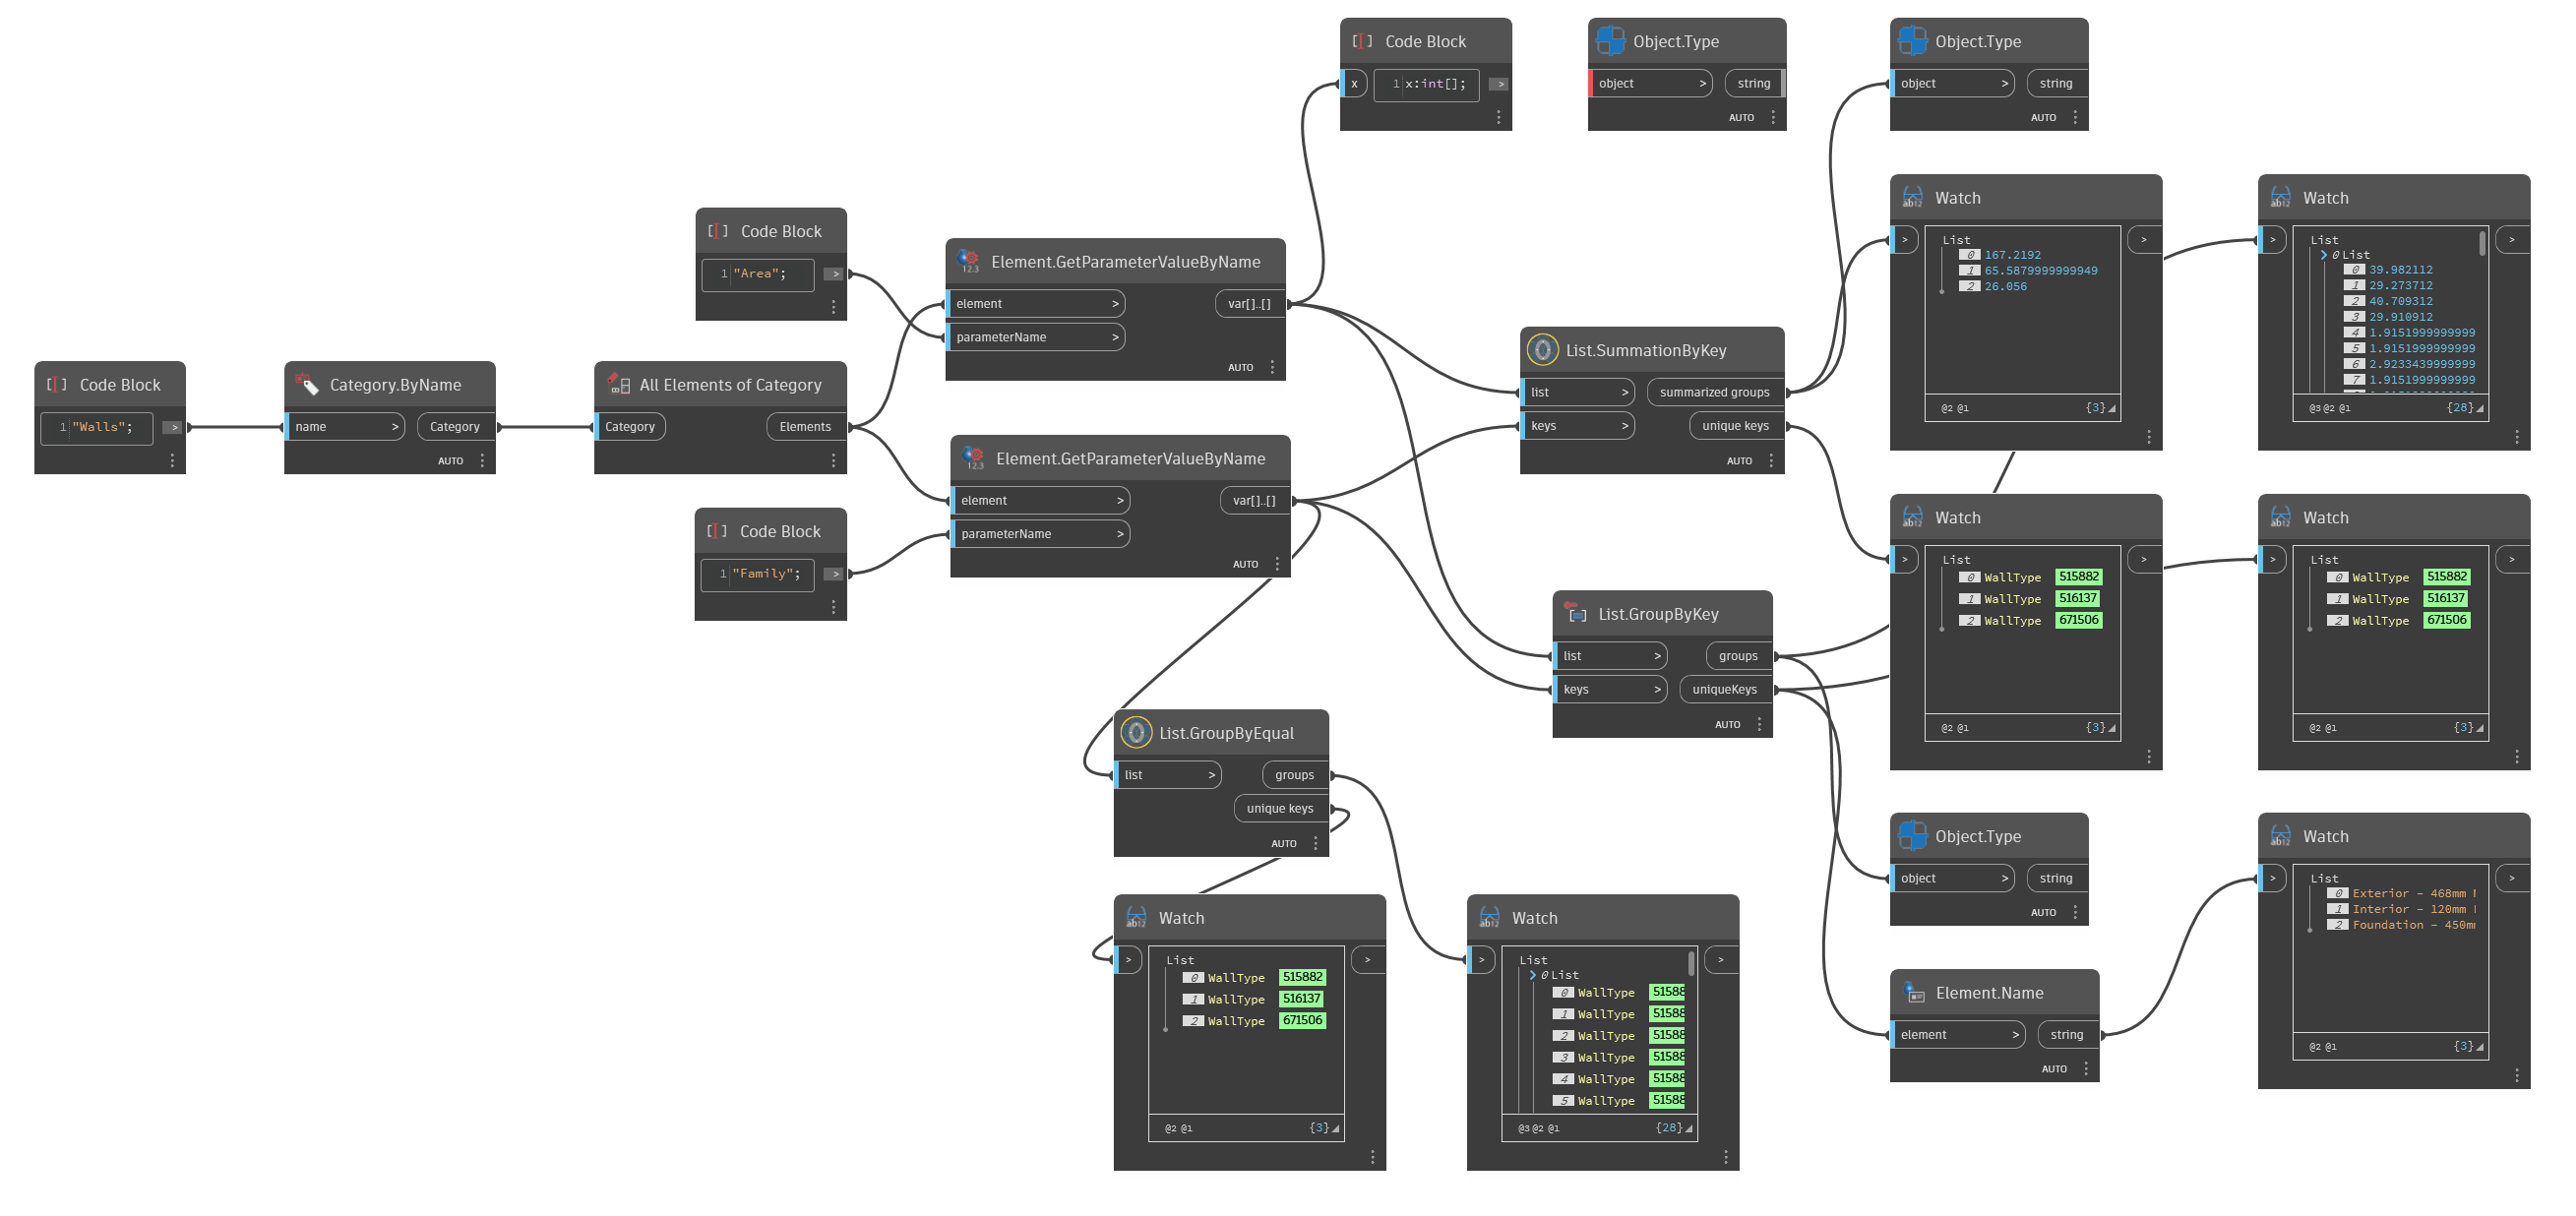 Code Block
x
1 x:int[];
>
Object.Type
object >
string
AUTO
Object.Type
object >
string
AUTO
Code Block
1 "Walls";
>
Category.ByName
name >
Category
AUTO
All Elements of Category
Category
Elements
Code Block
1 "Area";
>
Code Block
1 "Family";
>
Element.GetParameterValueByName
element >
var[]..[]
parameterName >
AUTO
Element.GetParameterValueByName
element >
var[]..[]
parameterName >
AUTO
List.SummationByKey
list >
summarized groups
keys >
unique keys
AUTO
List.GroupByKey
list >
groups
keys >
uniqueKeys
AUTO
List.GroupByEqual
list >
groups
unique keys
AUTO
Watch
> >
List
0 167.2192
1 65.5879999999949
2 26.056
@2 @1 {3}
Watch
> >
List
0 List
0 39.982112
1 29.273712
2 40.709312
3 29.910912
4 1.9151999999999
5 1.9151999999999
6 2.9233439999999
7 1.9151999999999
@3 @2 @1 {28}
Watch
> >
List
0 WallType 515882
1 WallType 516137
2 WallType 671506
@2 @1 {3}
Watch
> >
List
0 WallType 515882
1 WallType 516137
2 WallType 671506
@2 @1 {3}
Object.Type
object >
string
AUTO
Element.Name
element >
string
AUTO
Watch
> >
List
0 Exterior - 468mm
1 Interior - 120mm
2 Foundation - 450mm
@2 @1 {3}
Watch
> >
List
0 WallType 515882
1 WallType 516137
2 WallType 671506
@2 @1 {3}
Watch
> >
List
0 List
0 WallType 51588
1 WallType 51588
2 WallType 51588
3 WallType 51588
4 WallType 51588
5 WallType 51588
@3 @2 @1 {28}